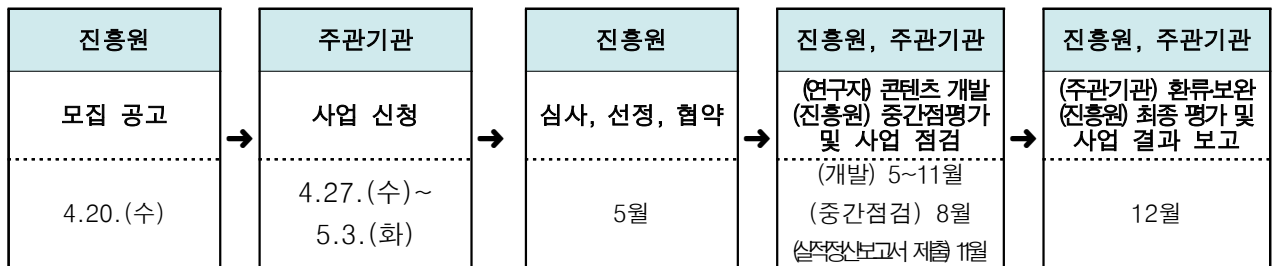 진흥원
모집 공고
4.20.(수)
➜
주관기관
사업 신청
4.27.(수)~
5.3.(화)
➜
진흥원
심사, 선정, 협약
5월
➜
진흥원, 주관기관
(연구자) 콘텐츠 개발
(진흥원) 중간점평가
및 사업 점검
(개발) 5~11월
(중간점검) 8월
(실적정산보고서 제출) 11월
➜
진흥원, 주관기관
(주관기관) 환류·보완
(진흥원) 최종 평가 및
사업 결과 보고
12월